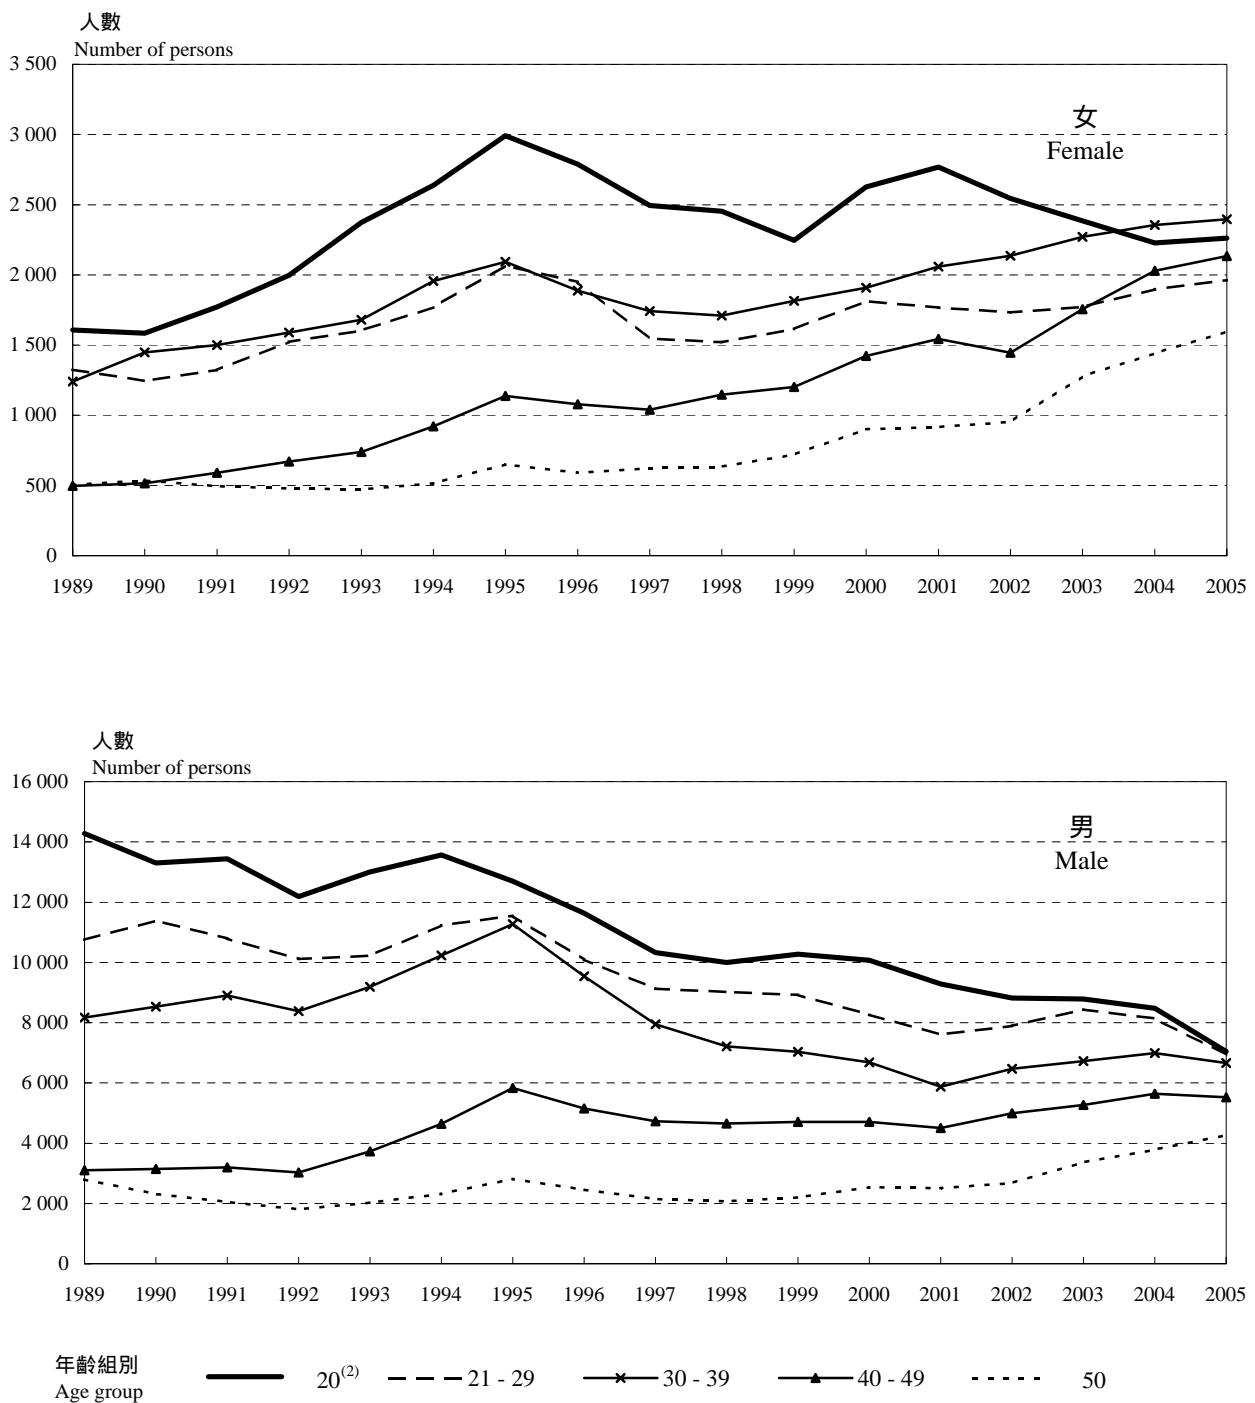 人數
Number of persons
3 500
3 000
2 500
2 000
1 500
1 000
500
0
女
Female
1989 1990 1991 1992 1993 1994 1995 1996 1997 1998 1999 2000 2001 2002 2003 2004 2005
人數
Number of persons
16 000
14 000
12 000
10 000
8 000
6 000
4 000
2 000
0
男
Male
1989 1990 1991 1992 1993 1994 1995 1996 1997 1998 1999 2000 2001 2002 2003 2004 2005
年齡組別
Age group
20(2) 21 - 29 30 - 39 40 - 49 50